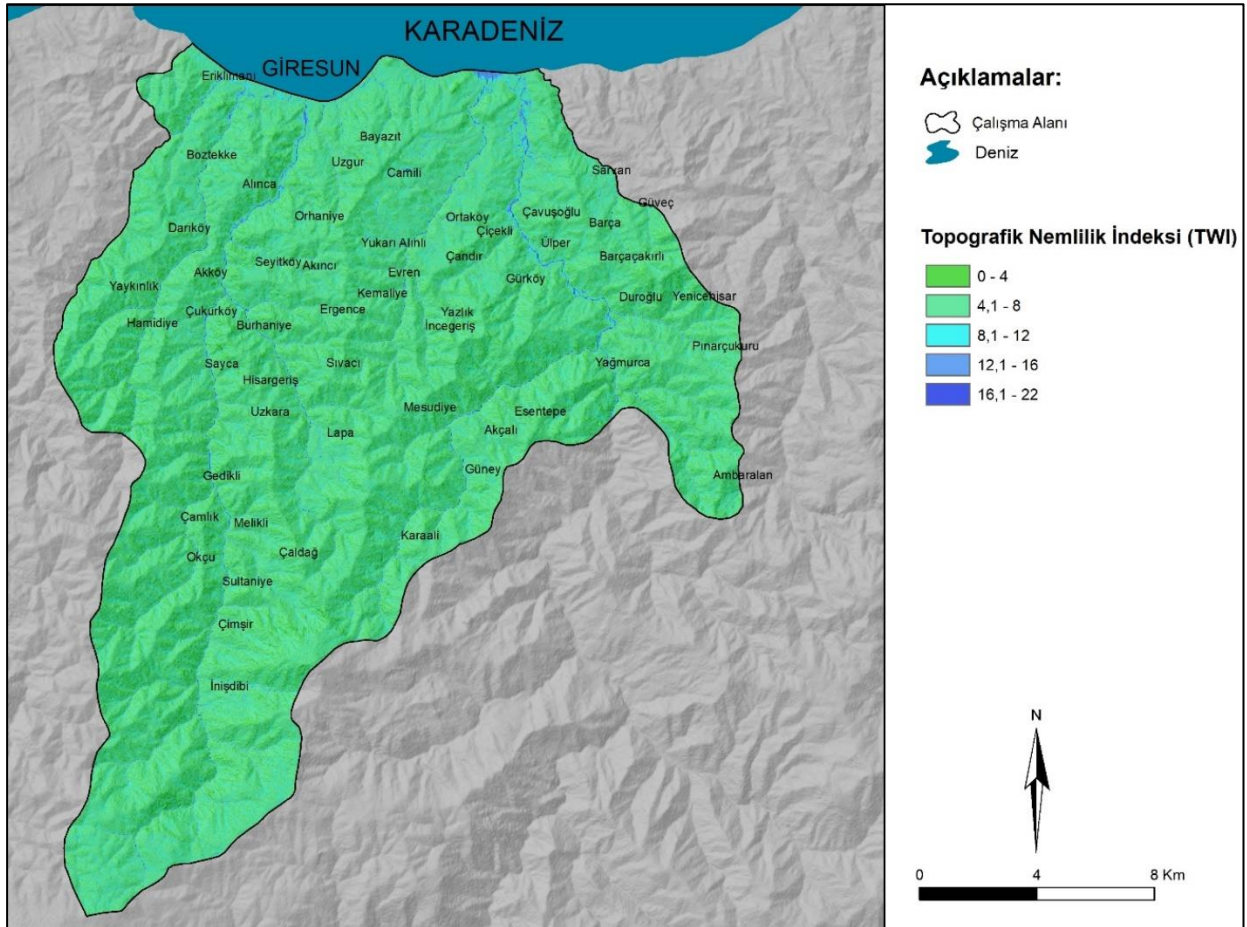 KARADENİZ
GİRESUN
Eriklimanı
Bayazıt
Boztekke
Uzgur
Camili
Sarvan
Alınca
Güveç
Orhaniye
Ortaköy
Çavuşoğlu
Barça
Darıköy
Çiçekli
Yukarı Alınlı
Ülper
Seyitköy
Akıncı
Çandır
Barçaçakırlı
Akköy
Evren
Gürköy
Yaykınlık
Kemaliye
Duroğlu
Yenicehisar
Çukurköy
Ergence
Yazlık
Hamidiye
Burhaniye
İncegeriş
Pınarçukuru
Sayca
Sıvacı
Yağmurca
Hisargeriş
Uzkara
Mesudiye
Esentepe
Lapa
Akçalı
Gedikli
Güney
Ambaralan
Çamlık
Melikli
Karaali
Okçu
Çaldağ
Sultaniye
Çimşir
İnişdibi
Açıklamalar:
Çalışma Alanı
Deniz
Topografik Nemlilik İndeksi (TWI)
0 - 4
4,1 - 8
8,1 - 12
12,1 - 16
16,1 - 22
N
0 4 8 Km